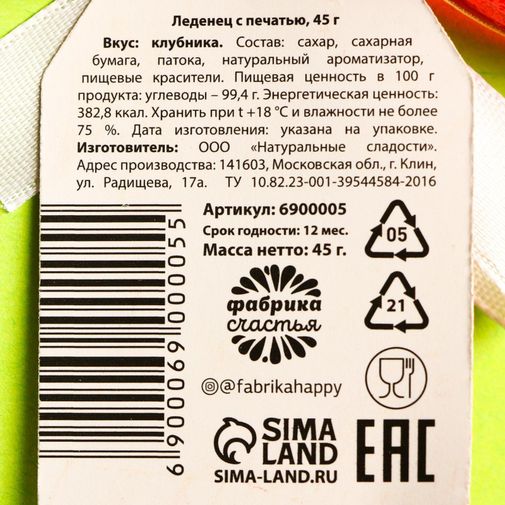 Леденец с печатью, 45 г
Вкус: клубника. Состав: сахар, сахарная
бумага, патока, натуральный ароматизатор,
пищевые красители. Пищевая ценность в 100 г
продукта: углеводы – 99,4 г. Энергетическая ценность:
382,8 ккал. Хранить при t +18 °С и влажности не более
75 %. Дата изготовления: указана на упаковке.
Изготовитель: ООО «Натуральные сладости».
Адрес производства: 141603, Московская обл., г. Клин,
ул. Радищева, 17а. ТУ 10.82.23-001-39544584-2016
Артикул: 6900005
Срок годности: 12 мес.
Масса нетто: 45 г.
05
фабрика
счастья
21
@fabrikahappy
SIMA
LAND
SIMA-LAND.RU
EAC
6 900069 000055